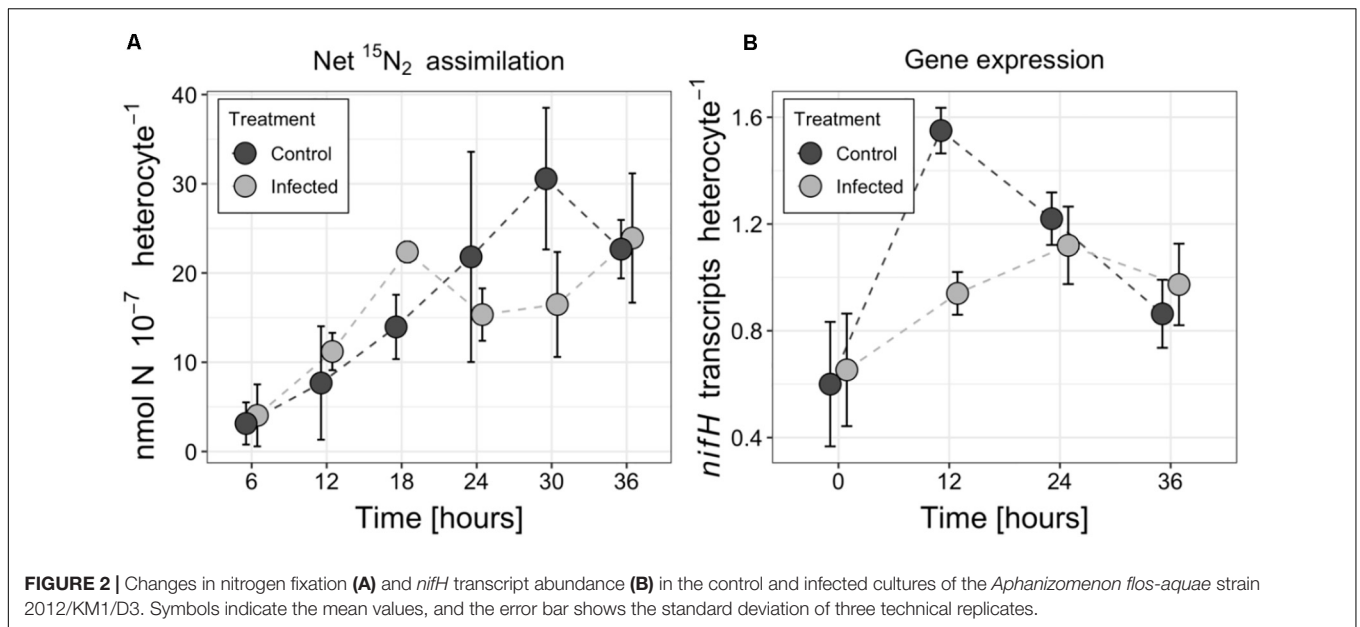 A
Net ¹⁵N₂ assimilation
nmol N 10⁻⁷ heterocyte⁻¹
40
30
20
10
0
Treatment
Control
Infected
6 12 18 24 30 36
Time [hours]
B
Gene expression
nifH transcripts heterocyte⁻¹
1.6
1.2
0.8
0.4
Treatment
Control
Infected
0 12 24 36
Time [hours]
FIGURE 2 | Changes in nitrogen fixation (A) and nifH transcript abundance (B) in the control and infected cultures of the Aphanizomenon flos-aquae strain
2012/KM1/D3. Symbols indicate the mean values, and the error bar shows the standard deviation of three technical replicates.